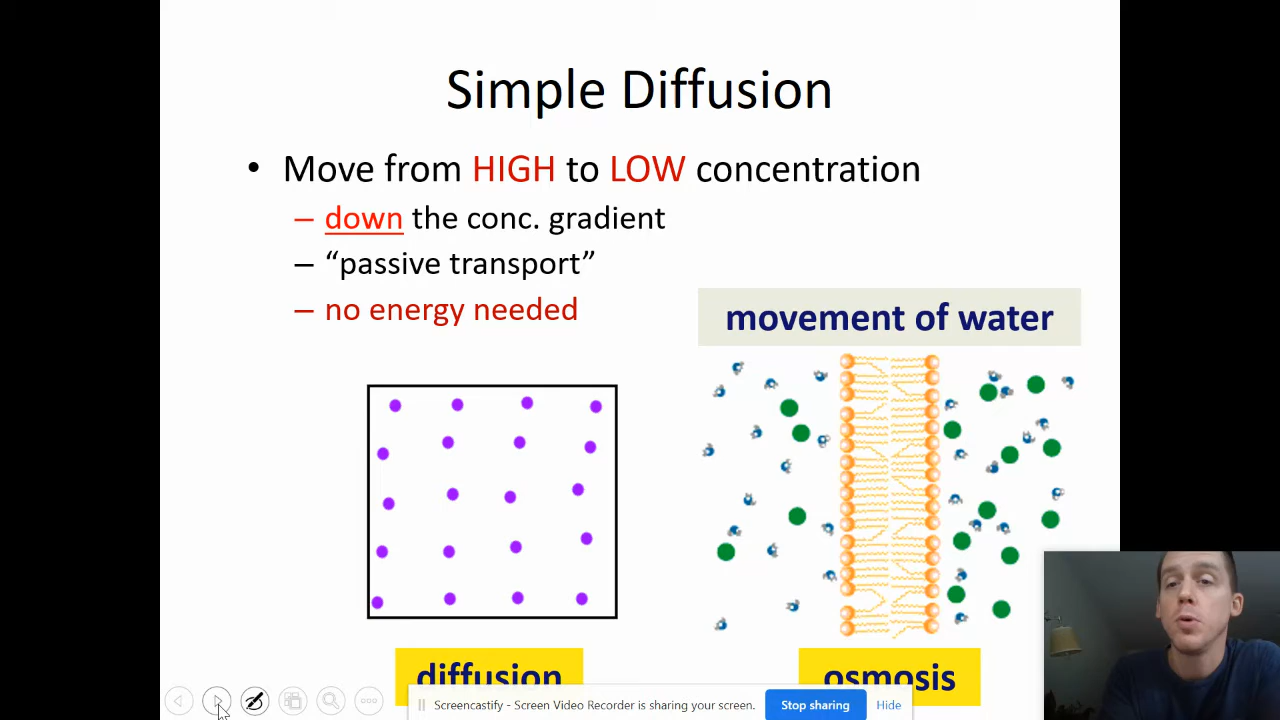 Simple Diffusion
• Move from HIGH to LOW concentration
– down the conc. gradient
– “passive transport”
– no energy needed
movement of water
diffusion
osmosis
Screencastify - Screen Video Recorder is sharing your screen.
Stop sharing
Hide